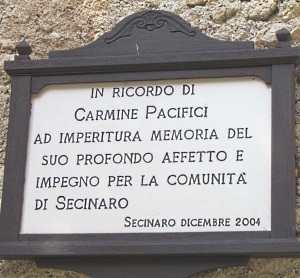 IN RICORDO DI
CARMINE PACIFICI
AD IMPERITURA MEMORIA DEL
SUO PROFONDO AFFETTO E
IMPEGNO PER LA COMUNITA'
DI SECINARO
SECINARO DICEMBRE 2004